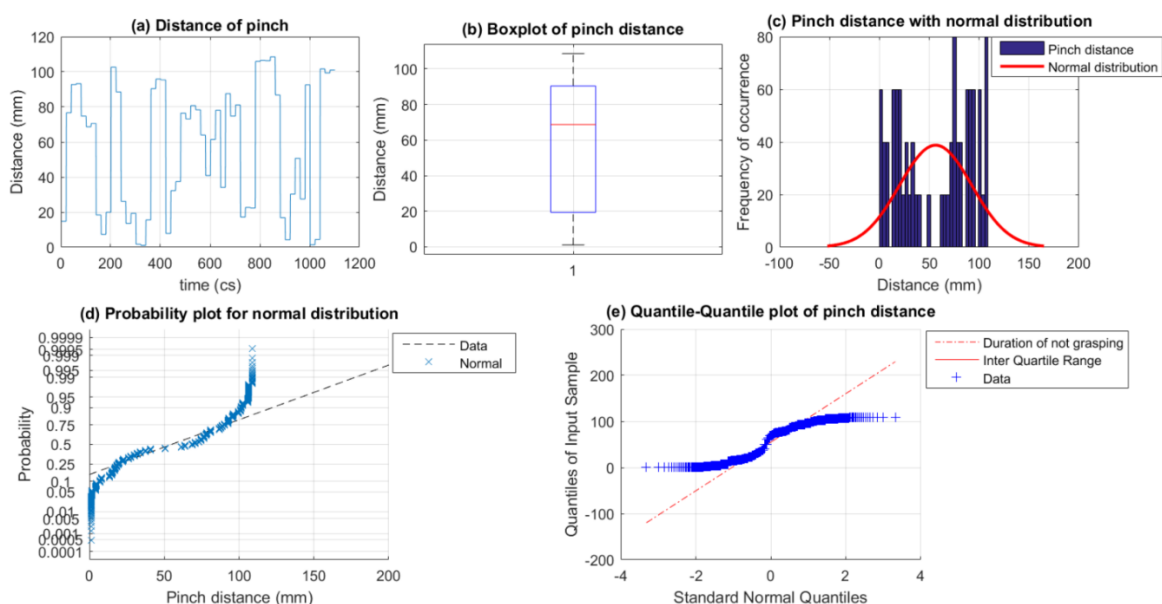 (a) Distance of pinch
120
100
80
60
40
20
0
Distance (mm)
0 200 400 600 800 1000 1200
time (cs)
(b) Boxplot of pinch distance
100
80
60
40
20
0
Distance (mm)
1
(c) Pinch distance with normal distribution
80
60
40
20
0
Frequency of occurrence
Pinch distance
Normal distribution
-100 -50 0 50 100 150 200
Distance (mm)
(d) Probability plot for normal distribution
0.9999
0.9995
0.999
0.995
0.99
0.95
0.9
0.75
0.5
0.25
0.1
0.05
0.01
0.005
0.001
0.0005
0.0001
Probability
Data
Normal
0 100 200
Pinch distance (mm)
(e) Quantile-Quantile plot of pinch distance
300
200
100
0
-100
-200
Quantiles of Input Sample
Duration of not grasping
Inter Quartile Range
Data
-4 -2 0 2 4
Standard Normal Quantiles